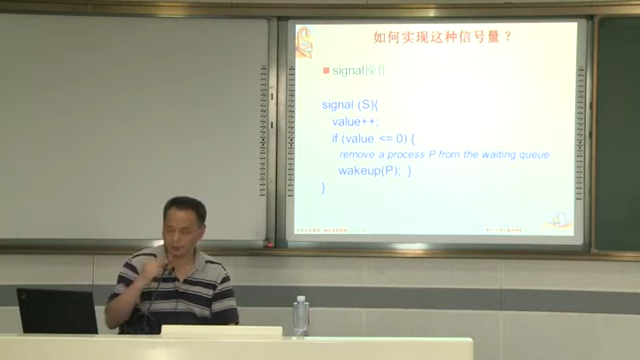 如何实现这种信号量？
signal操作
signal (S){
value++;
if (value <= 0) {
remove a process P from the waiting queue
wakeup(P); }
}